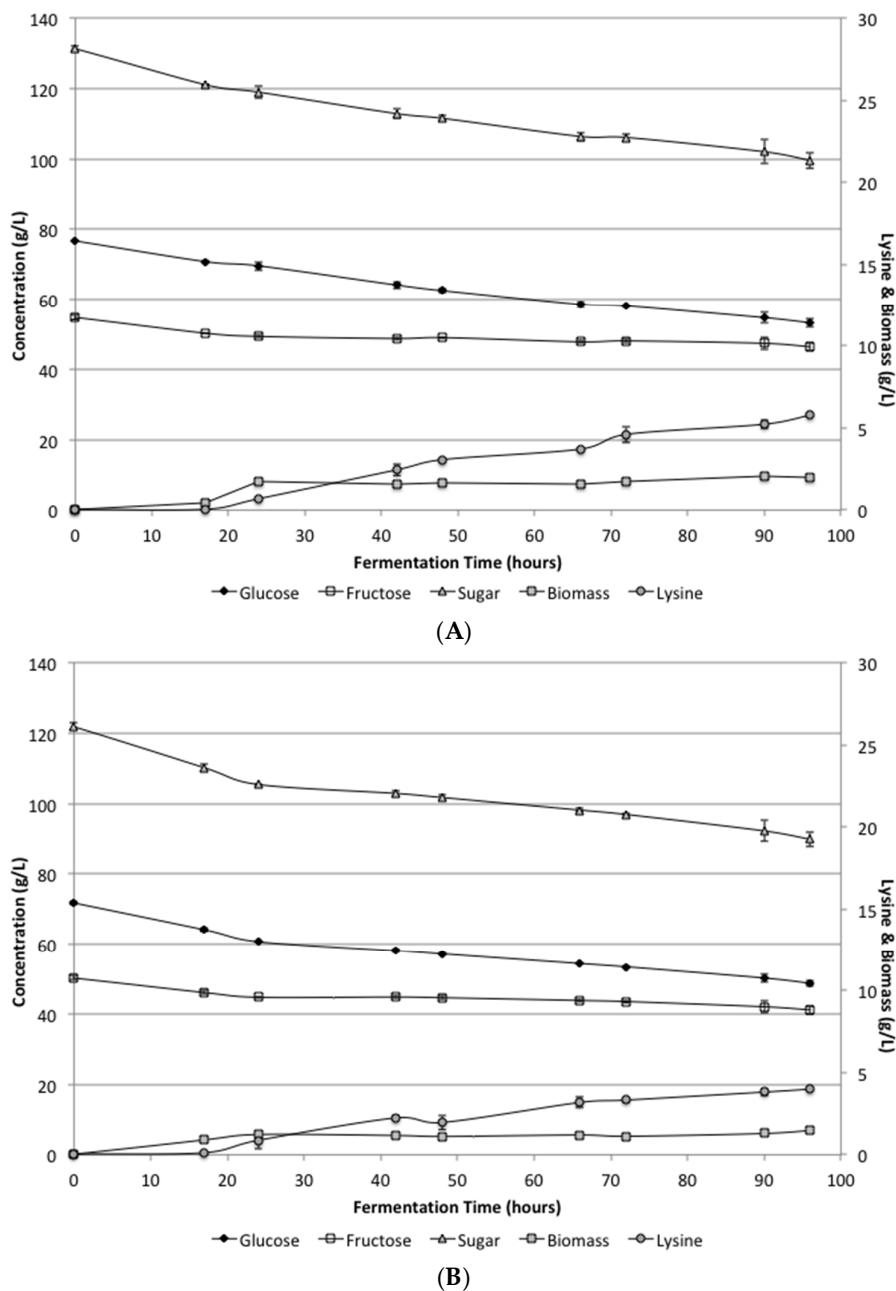 140
120
100
80
60
40
20
0
Concentration (g/L)
30
25
20
15
10
5
0
Lysine & Biomass (g/L)
0 10 20 30 40 50 60 70 80 90 100
Fermentation Time (hours)
Glucose Fructose Sugar Biomass Lysine
(A)
140
120
100
80
60
40
20
0
Concentration (g/L)
30
25
20
15
10
5
0
Lysine & Biomass (g/L)
0 10 20 30 40 50 60 70 80 90 100
Fermentation Time (hours)
Glucose Fructose Sugar Biomass Lysine
(B)